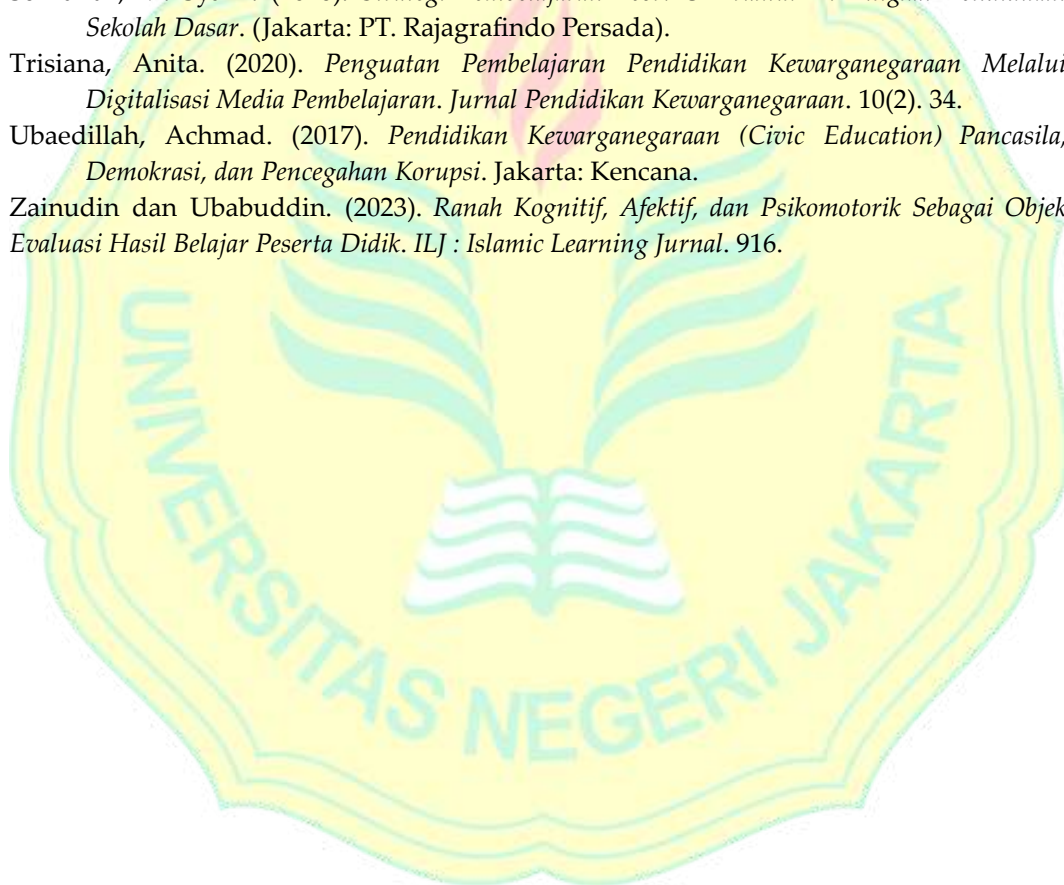 Sekolah Dasar. (Jakarta: PT. Rajagrafindo Persada).
Trisiana, Anita. (2020). Penguatan Pembelajaran Pendidikan Kewarganegaraan Melalui
Digitalisasi Media Pembelajaran. Jurnal Pendidikan Kewarganegaraan. 10(2). 34.
Ubaedillah, Achmad. (2017). Pendidikan Kewarganegaraan (Civic Education) Pancasila,
Demokrasi, dan Pencegahan Korupsi. Jakarta: Kencana.
Zainudin dan Ubabuddin. (2023). Ranah Kognitif, Afektif, dan Psikomotorik Sebagai Objek
Evaluasi Hasil Belajar Peserta Didik. ILJ : Islamic Learning Jurnal. 916.
UNIVERSITAS NEGERI JAKARTA